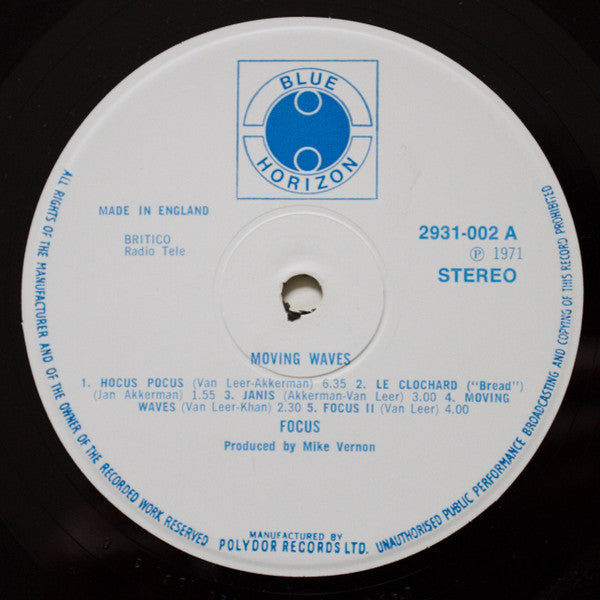 BLUE
HORIZON
MADE IN ENGLAND
BRITICO
Radio Tele
2931-002 A
Ⓟ 1971
STEREO
MOVING WAVES
1. HOCUS POCUS (Van Leer-Akkerman) 6.35 2. LE CLOCHARD ("Bread")
(Jan Akkerman) 1.55 3. JANIS (Akkerman-Van Leer) 3.00 4. MOVING
WAVES (Van Leer-Khan) 2.30 5. FOCUS II (Van Leer) 4.00
FOCUS
Produced by Mike Vernon
ALL RIGHTS OF THE MANUFACTURER AND OF THE OWNER OF THE RECORDED WORK RESERVED
MANUFACTURED BY
POLYDOR RECORDS LTD.
UNAUTHORISED PUBLIC PERFORMANCE BROADCASTING AND COPYING OF THIS RECORD PROHIBITED